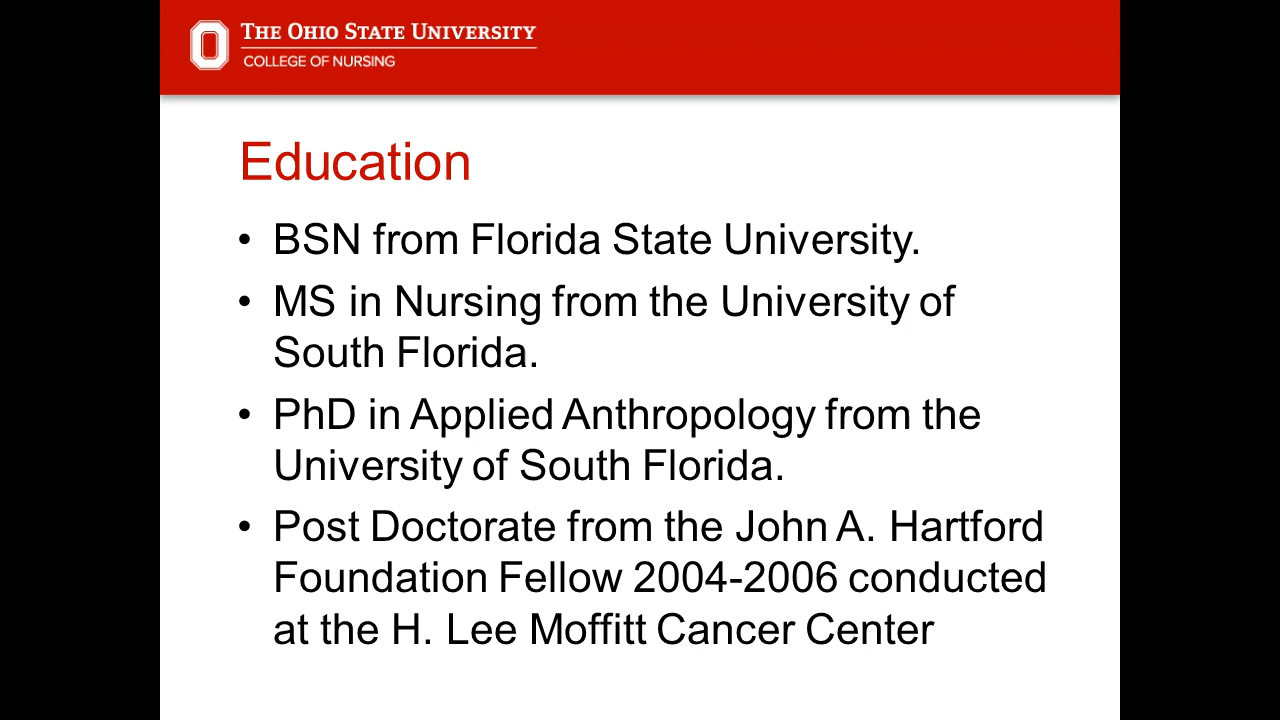 THE OHIO STATE UNIVERSITY
COLLEGE OF NURSING
Education
• BSN from Florida State University.
• MS in Nursing from the University of
South Florida.
• PhD in Applied Anthropology from the
University of South Florida.
• Post Doctorate from the John A. Hartford
Foundation Fellow 2004-2006 conducted
at the H. Lee Moffitt Cancer Center